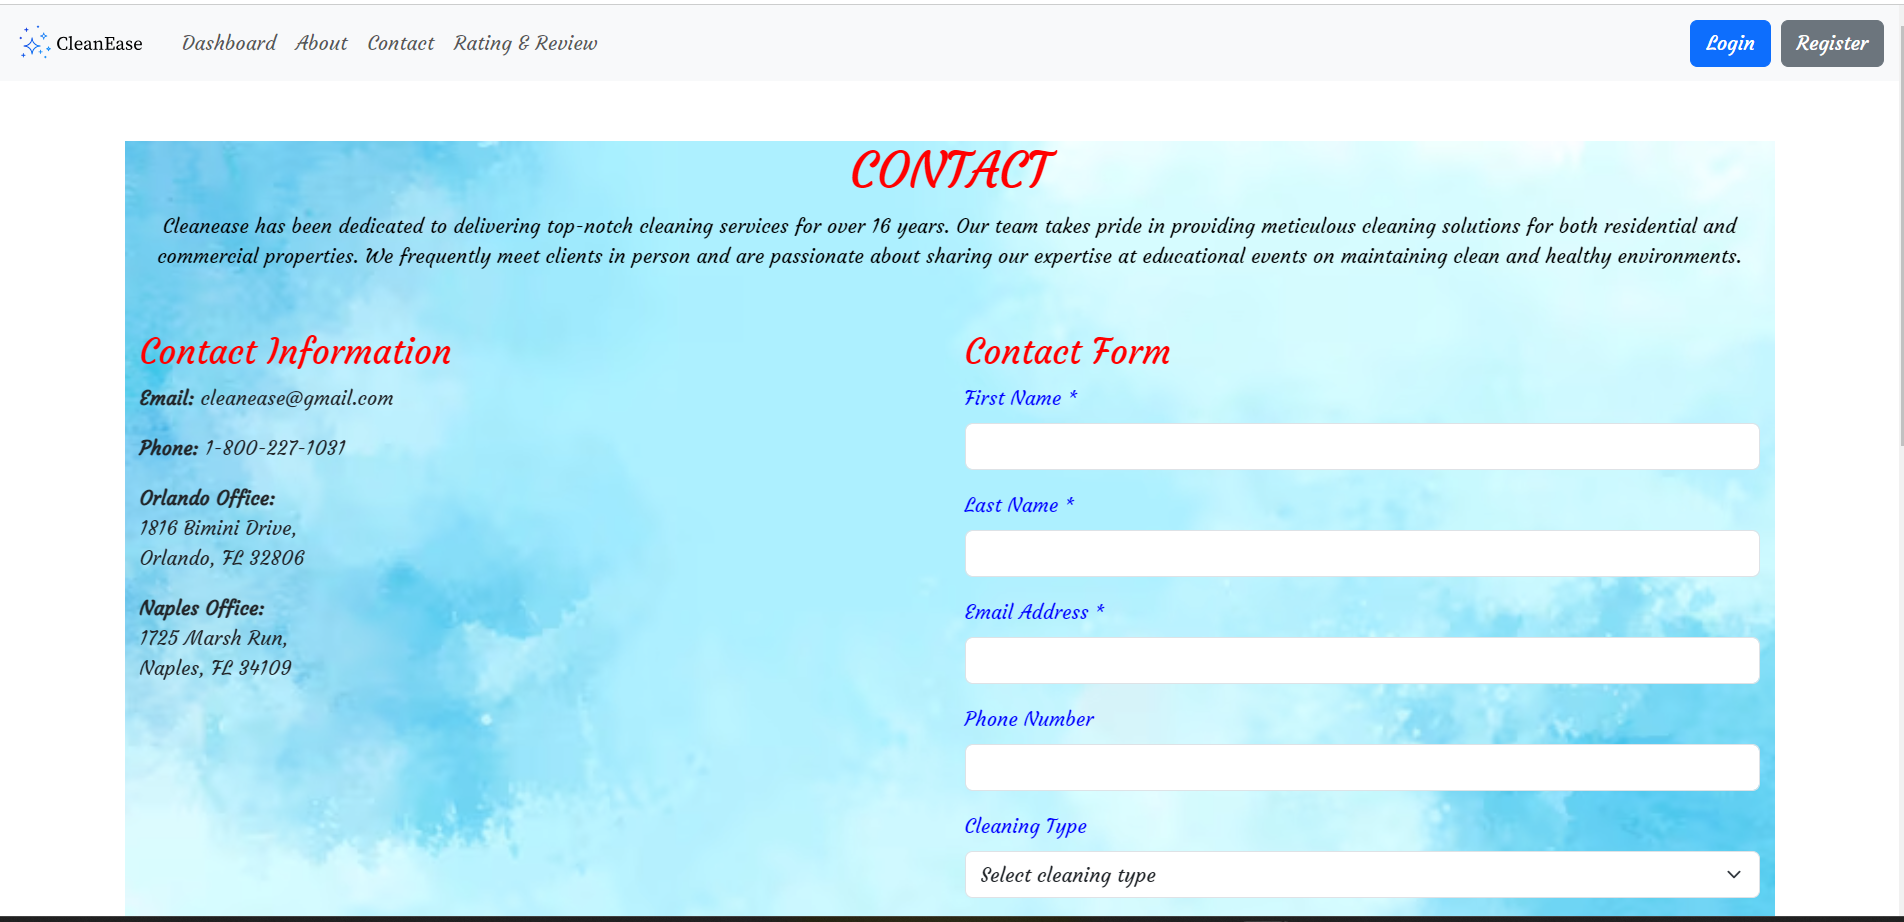 CleanEase
Dashboard
About
Contact
Rating & Review
Login
Register
CONTACT
Cleanease has been dedicated to delivering top-notch cleaning services for over 16 years. Our team takes pride in providing meticulous cleaning solutions for both residential and
commercial properties. We frequently meet clients in person and are passionate about sharing our expertise at educational events on maintaining clean and healthy environments.
Contact Information
Email: cleanease@gmail.com
Phone: 1-800-227-1031
Orlando Office:
1816 Bimini Drive,
Orlando, FL 32806
Naples Office:
1725 Marsh Run,
Naples, FL 34109
Contact Form
First Name *
Last Name *
Email Address *
Phone Number
Cleaning Type
Select cleaning type